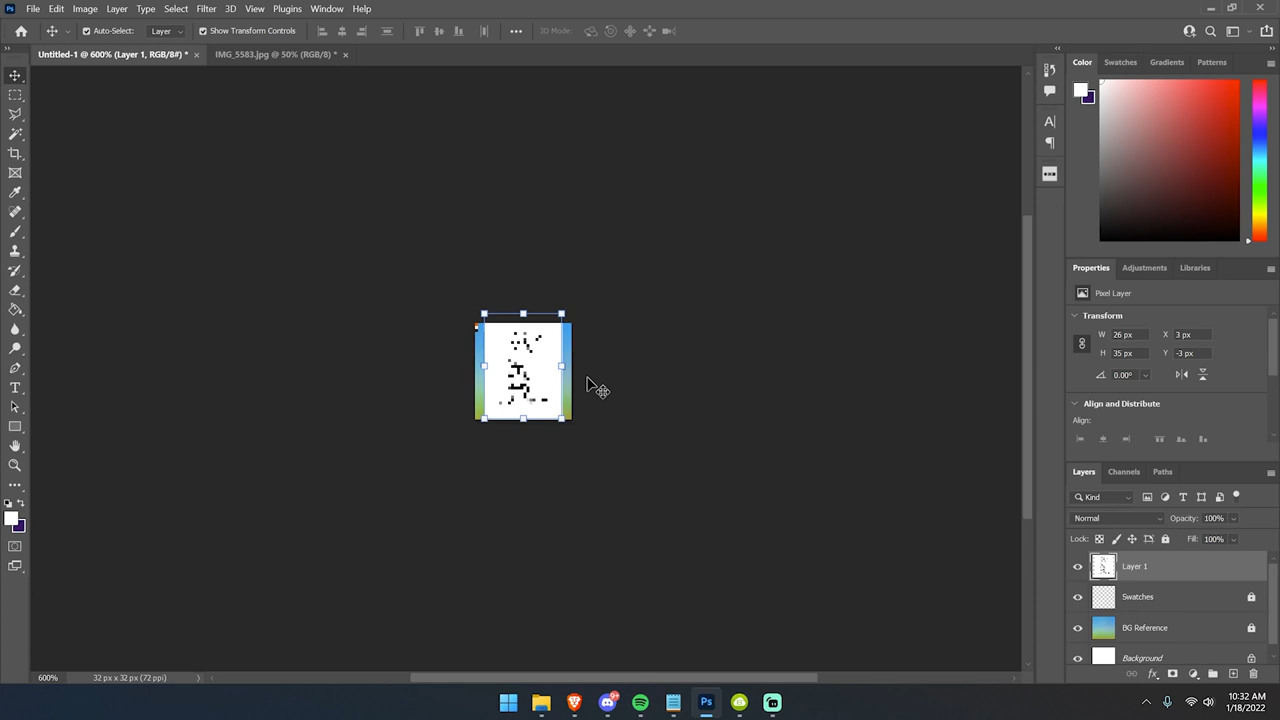 Ps File Edit Image Layer Type Select Filter 3D View Plugins Window Help
Auto-Select: Layer Show Transform Controls ••• 3D Mode:
Untitled-1 @ 600% (Layer 1, RGB/8#) * × IMG_5583.jpg @ 50% (RGB/8) * ×
Color Swatches Gradients Patterns
Properties Adjustments Libraries
Pixel Layer
Transform
W 26 px X 3 px
H 35 px Y -3 px
0.00°
Align and Distribute
Align:
Layers Channels Paths
Kind
Normal Opacity: 100%
Lock: Fill: 100%
Layer 1
Swatches
BG Reference
Background
600% 32 px x 32 px (72 ppi)
fx
Ps
10:32 AM
1/18/2022